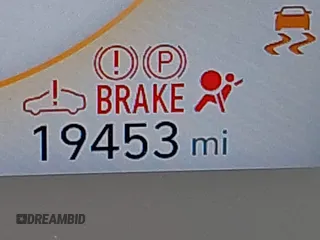 ! P
!
BRAKE
19453 mi
DREAMBID